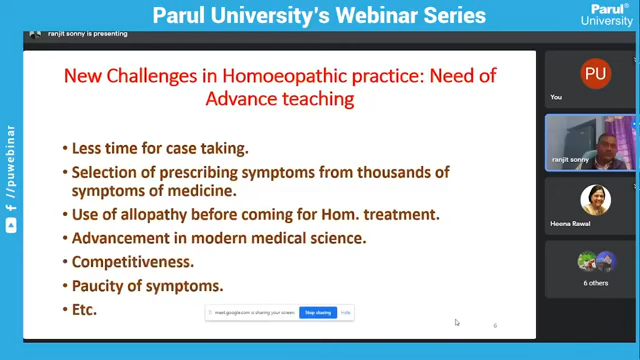 Parul University's Webinar Series
Parul®
University
ranjit sonny is presenting
New Challenges in Homoeopathic practice: Need of
Advance teaching
• Less time for case taking.
• Selection of prescribing symptoms from thousands of
symptoms of medicine.
• Use of allopathy before coming for Hom. treatment.
• Advancement in modern medical science.
• Competitiveness.
• Paucity of symptoms.
• Etc.
meet.google.com is sharing your screen.
Stop sharing
Hide
6
PU
You
ranjit sonny
Heena Rawal
6 others
/puwebinar